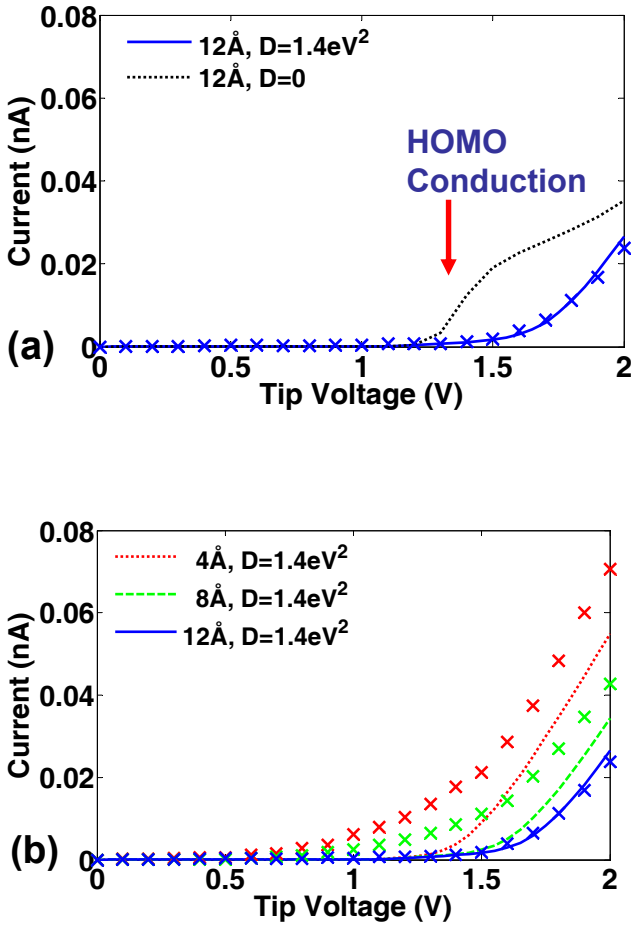 12Å, D=1.4eV²
12Å, D=0
0.08
0.06
0.04
0.02
0
Current (nA)
HOMO
Conduction
(a)
0 0.5 1 1.5 2
Tip Voltage (V)
0.08
0.06
0.04
0.02
0
Current (nA)
4Å, D=1.4eV²
8Å, D=1.4eV²
12Å, D=1.4eV²
(b)
0 0.5 1 1.5 2
Tip Voltage (V)